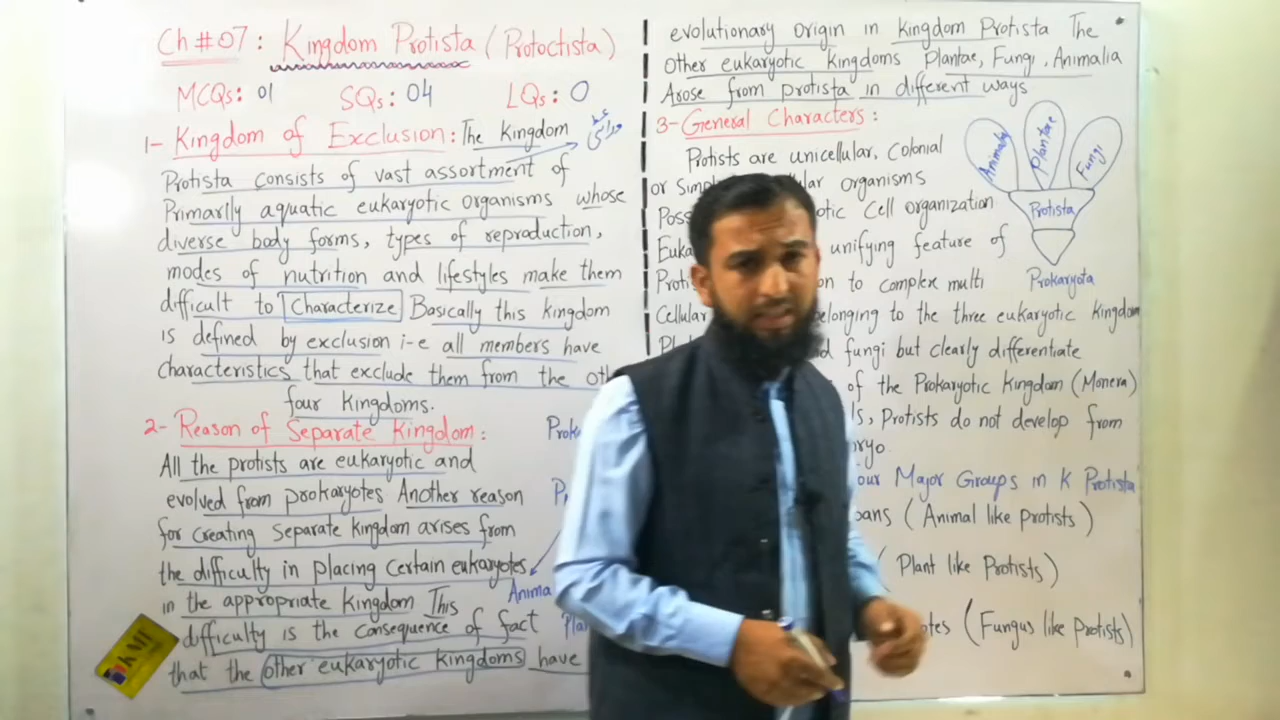 Ch # 07 : Kingdom Protista (Protoctista)
MCQs: 01 SQs: 04 LQs: 0
1- Kingdom of Exclusion: The Kingdom
Protista consists of vast assortment of
Primarily aquatic eukaryotic organisms whose
diverse body forms, types of reproduction,
modes of nutrition and lifestyles make them
difficult to Characterize Basically this kingdom
is defined by exclusion i-e all members have
characteristics that exclude them from the
four Kingdoms.
2- Reason of Separate Kingdom:
All the protists are eukaryotic and
evolved from prokaryotes Another reason
for creating separate kingdom arises from
the difficulty in placing certain eukaryotes
in the appropriate Kingdom This
difficulty is the consequence of fact
that the other eukaryotic kingdoms have
evolutionary origin in kingdom Protista The
Other eukaryotic kingdoms Plantae, Fungi, Animalia
Arose from protista in different ways
3- General Characters:
Protists are unicellular, Colonial
or organisms
Cell organization
unifying feature of
to complex multi
Cellular belonging to the three eukaryotic kingdom
fungi but clearly differentiate
of the Prokaryotic Kingdom (Monera)
Protists do not develop from
Major Groups in K Protista
(Animal like Protists)
(Plant like Protists)
(Fungus like Protists)
Animalia
Plantae
Fungi
Protista
Prokaryota